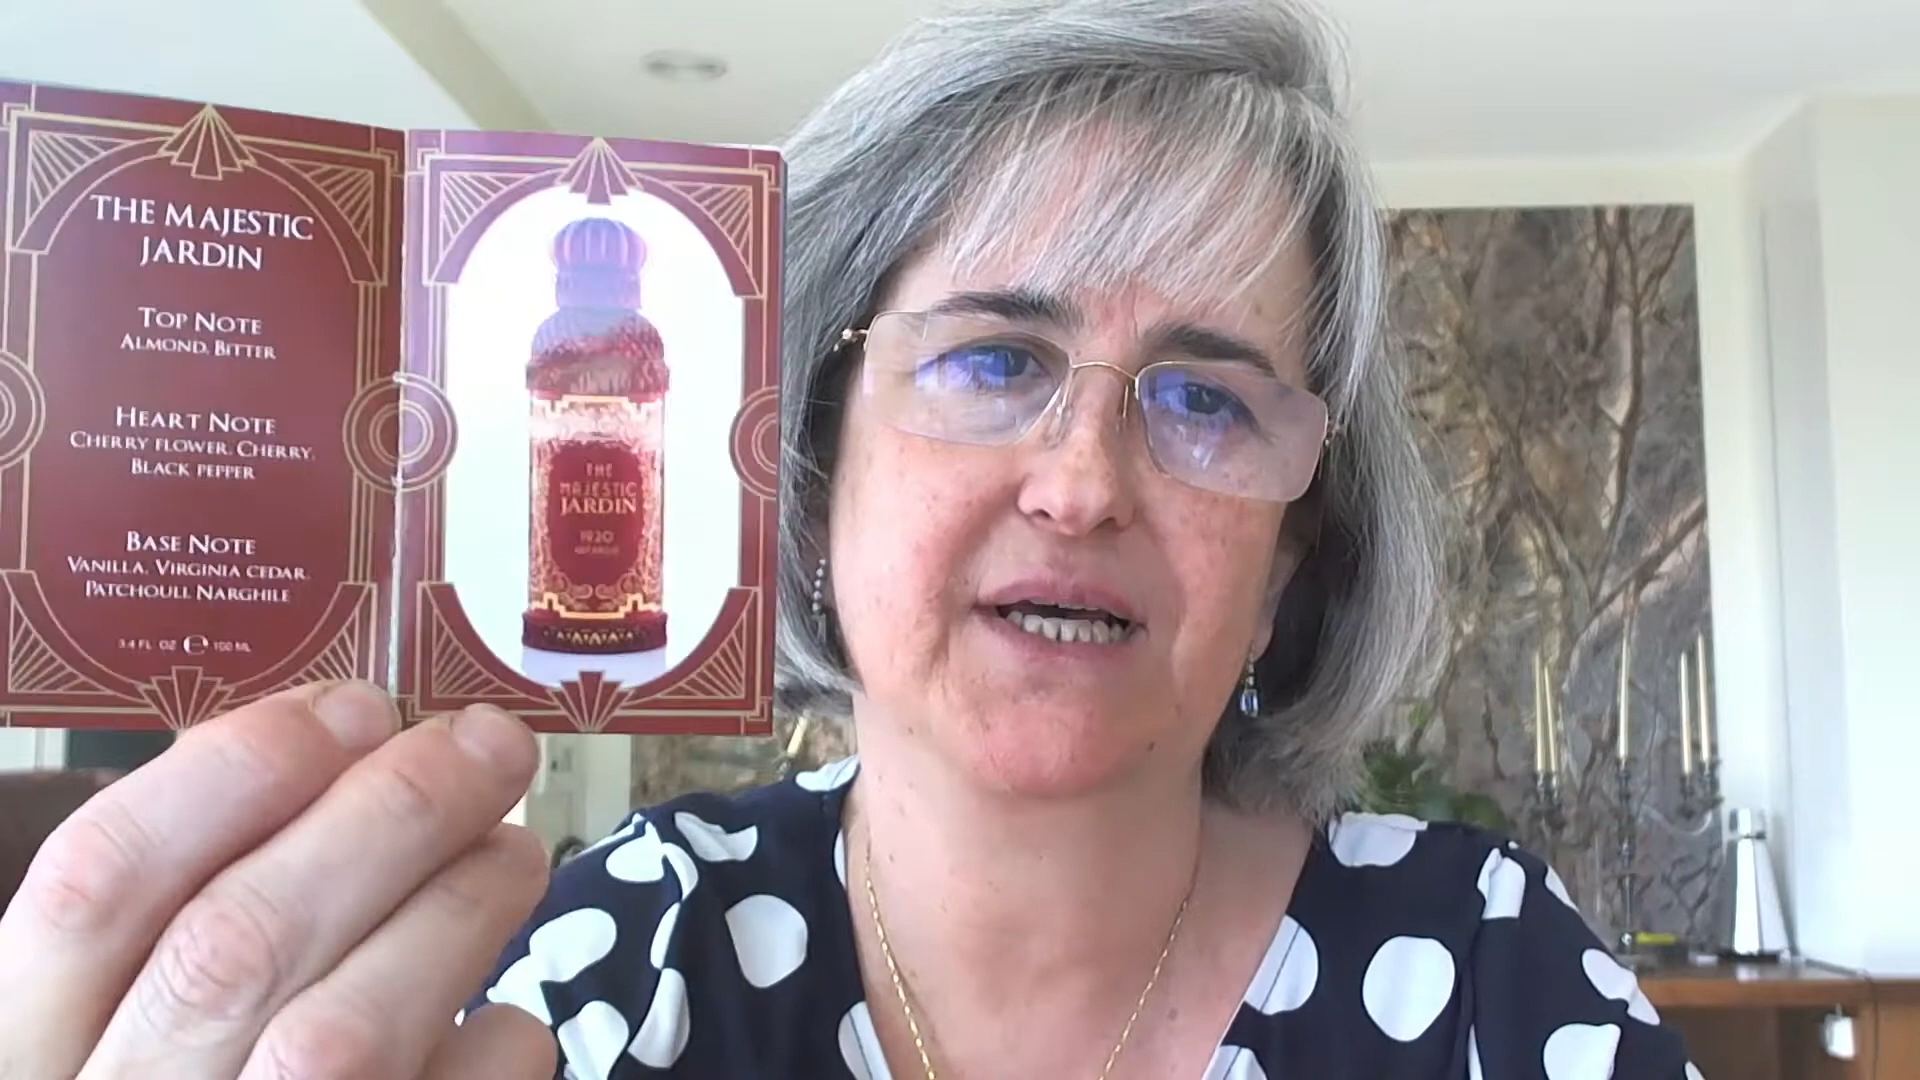 THE MAJESTIC
JARDIN
TOP NOTE
ALMOND, BITTER
HEART NOTE
CHERRY FLOWER, CHERRY,
BLACK PEPPER
BASE NOTE
VANILLA, VIRGINIA CEDAR,
PATCHOULI, NARGHILE
3.4 FL OZ ℮ 100 ML
THE
MAJESTIC
JARDIN
1920